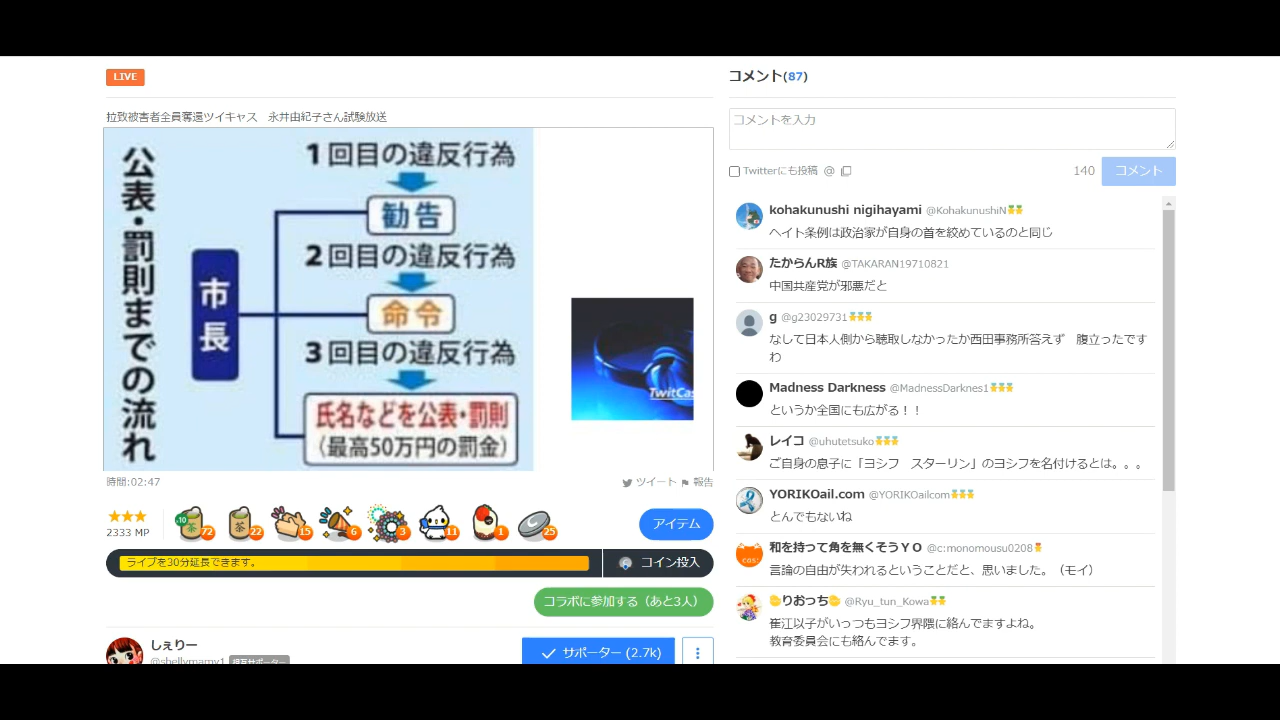 LIVE
拉致被害者全員奪還ツイキャス 永井由紀子さん試験放送
公表・罰則までの流れ
市長
1回目の違反行為
勧告
2回目の違反行為
命令
3回目の違反行為
氏名などを公表・罰則
(最高50万円の罰金)
TwitCas
時間:02:47
ツイート
報告
2333 MP
×10
72
22
15
6
3
11
1
25
アイテム
ライブを30分延長できます。
コイン投入
コラボに参加する（あと3人）
しぇりー
@shellymamy1 相互サポーター
サポーター (2.7k)
コメント(87)
コメントを入力
Twitterにも投稿 @
140
コメント
kohakunushi nigihayami @KohakunushiN
ヘイト条例は政治家が自身の首を絞めているのと同じ
たからんR族 @TAKARAN19710821
中国共産党が邪悪だと
g @g23029731
なして日本人側から聴取しなかったか西田事務所答えず 腹立ったです
わ
Madness Darkness @MadnessDarknes1
というか全国にも広がる！！
レイコ @uhutetsuko
ご自身の息子に「ヨシフ スターリン」のヨシフを名付けるとは。。。
YORIKOail.com @YORIKOailcom
とんでもないね
和を持って角を無くそうＹＯ @c:monomousu0208
言論の自由が失われるということだと、思いました。（モイ）
りおっち @Ryu_tun_Kowa
崔江以子がいっつもヨシフ界隈に絡んでますよね。
教育委員会にも絡んでます。